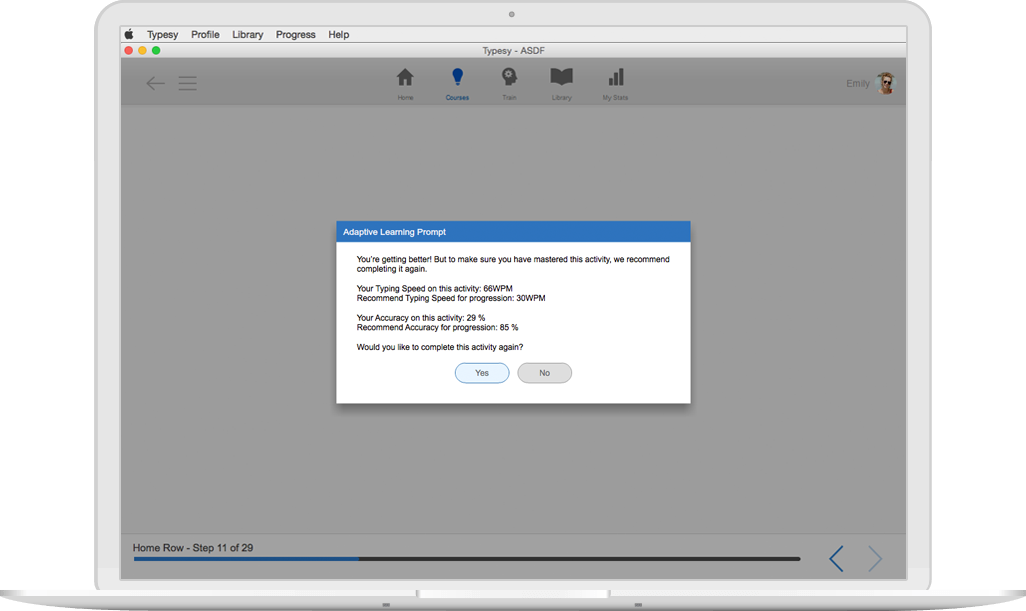 Typesy Profile Library Progress Help
Typesy - ASDF
Home Courses Train Library My Stats
Emily
Adaptive Learning Prompt
You're getting better! But to make sure you have mastered this activity, we recommend
completing it again.
Your Typing Speed on this activity: 66WPM
Recommend Typing Speed for progression: 30WPM
Your Accuracy on this activity: 29 %
Recommend Accuracy for progression: 85 %
Would you like to complete this activity again?
Yes No
Home Row - Step 11 of 29